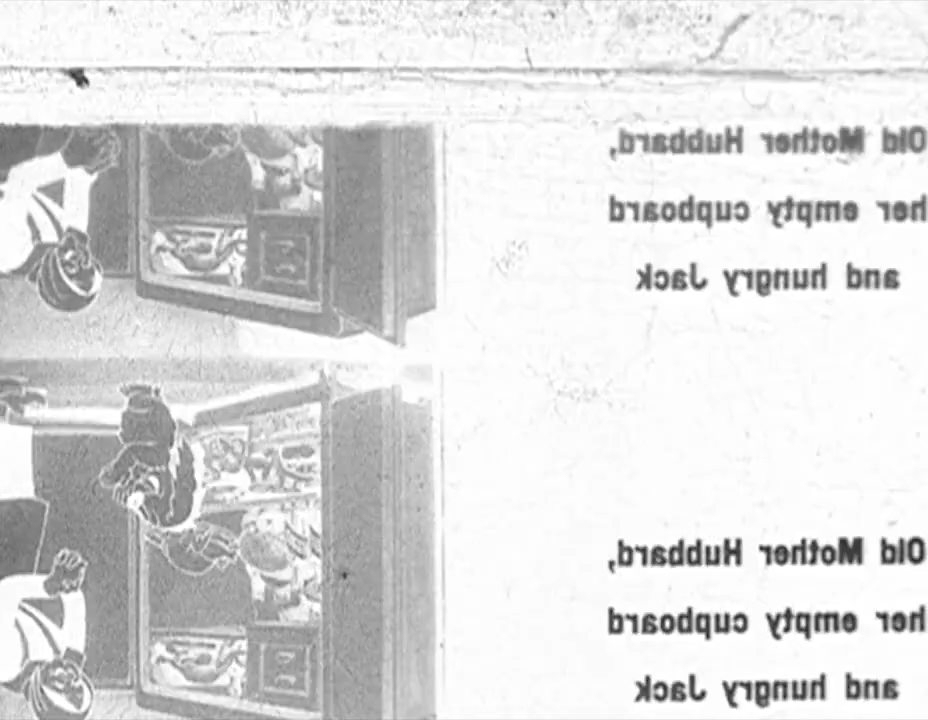 Old Mother Hubbard,
her empty cupboard
and hungry Jack
Old Mother Hubbard,
her empty cupboard
and hungry Jack